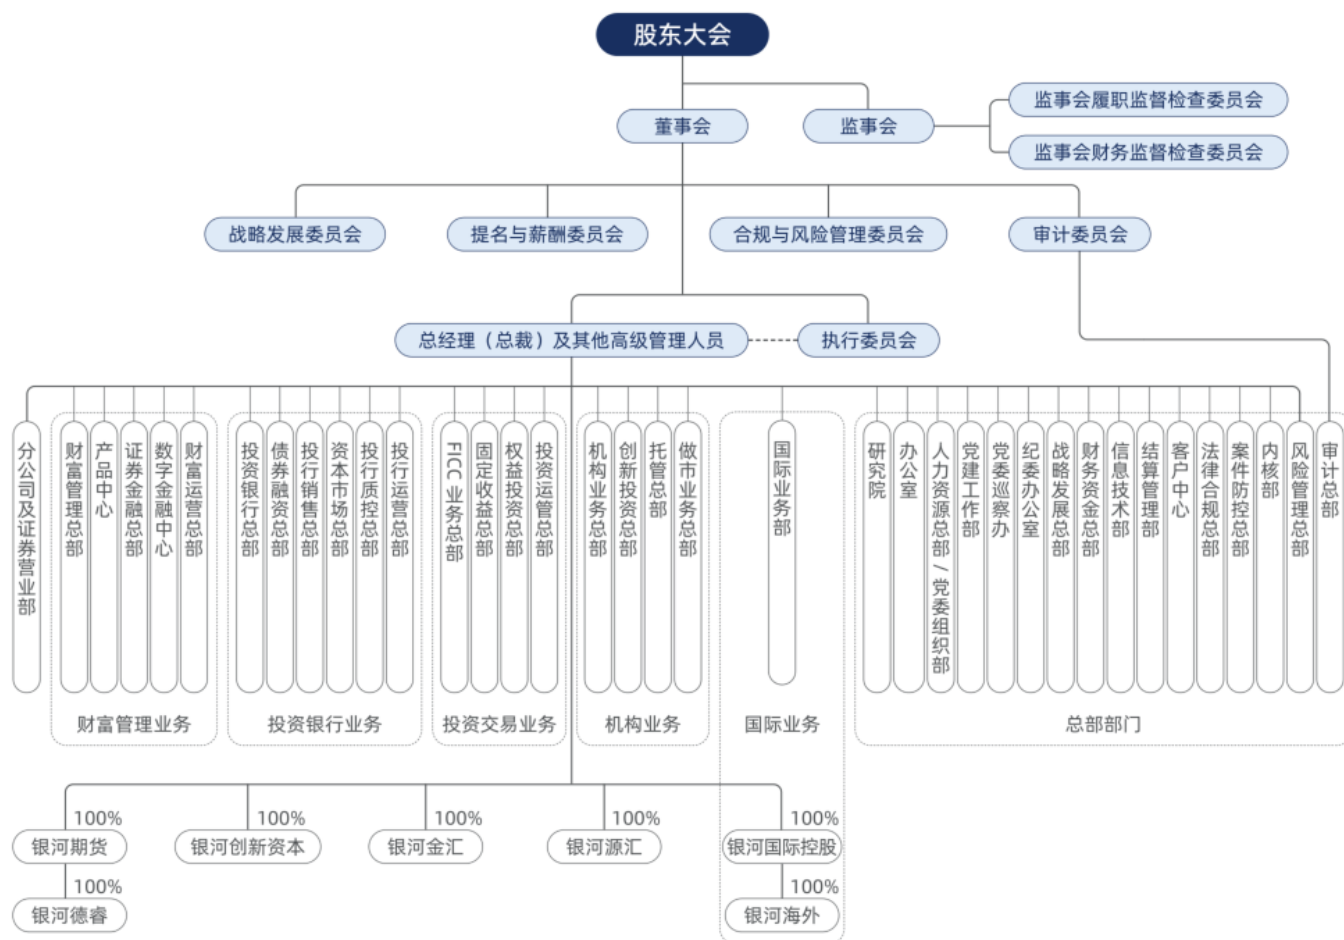 股东大会
董事会
监事会
监事会履职监督检查委员会
监事会财务监督检查委员会
战略发展委员会
提名与薪酬委员会
合规与风险管理委员会
审计委员会
总经理（总裁）及其他高级管理人员
执行委员会
分公司及证券营业部
财富管理总部
产品中心
证券金融总部
数字金融中心
财富运营总部
财富管理业务
投资银行总部
债券融资总部
投行销售总部
资本市场总部
投行质控总部
投行运营总部
投资银行业务
FICC 业务总部
固定收益总部
权益投资总部
投资运管总部
投资交易业务
机构业务总部
创新投资总部
托管总部
做市业务总部
机构业务
国际业务部
国际业务
研究院
办公室
人力资源总部/党委组织部
党建工作部
党委巡察办
纪委办公室
战略发展总部
财务资金总部
信息技术部
结算管理部
客户中心
法律合规总部
案件防控总部
内核部
风险管理总部
审计总部
总部部门
100%
银河期货
100%
银河创新资本
100%
银河金汇
100%
银河源汇
100%
银河国际控股
100%
银河德睿
100%
银河海外